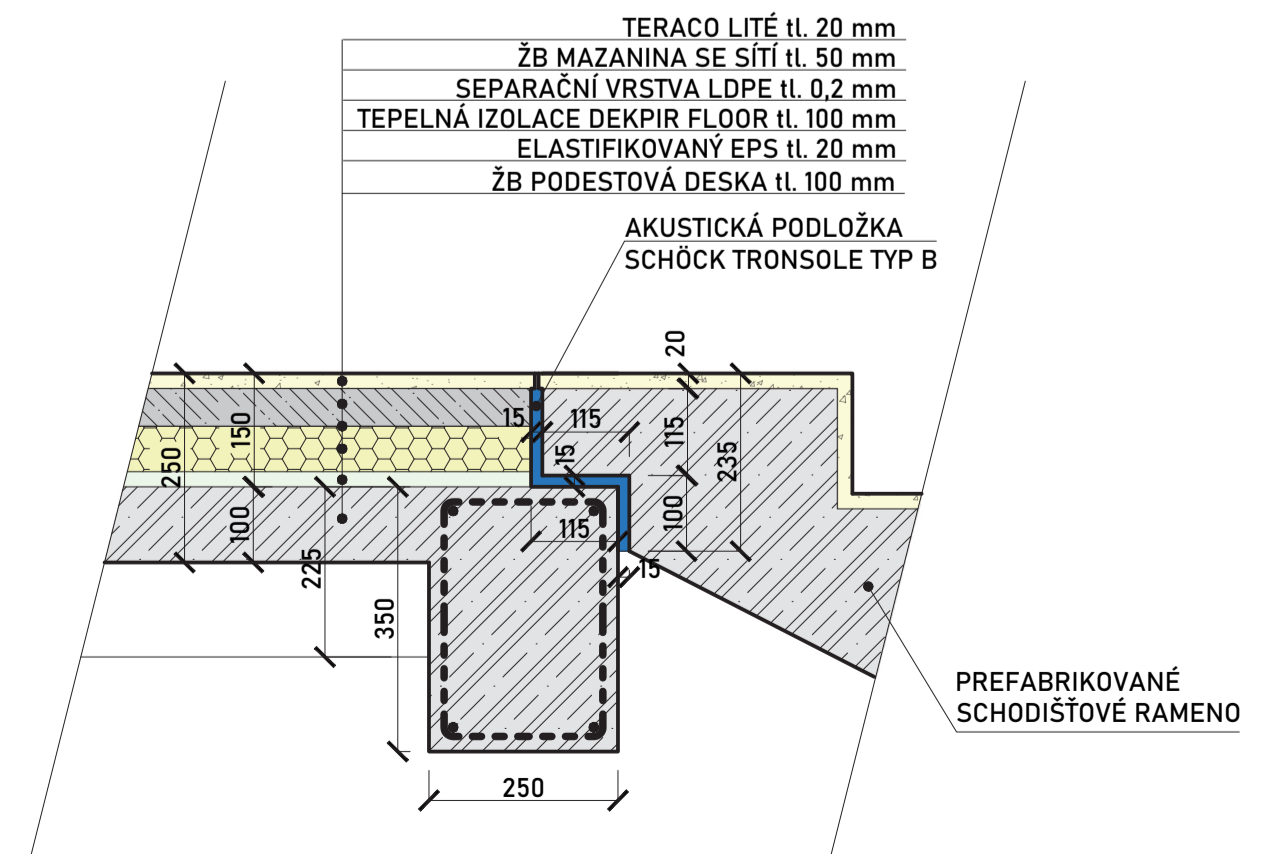 TERACO LITÉ tl. 20 mm
ŽB MAZANINA SE SÍTÍ tl. 50 mm
SEPARAČNÍ VRSTVA LDPE tl. 0,2 mm
TEPELNÁ IZOLACE DEKPIR FLOOR tl. 100 mm
ELASTIFIKOVANÝ EPS tl. 20 mm
ŽB PODESTOVÁ DESKA tl. 100 mm
AKUSTICKÁ PODLOŽKA
SCHÖCK TRONSOLE TYP B
20
15
115
150
250
15
115
235
100
100
115
225
15
350
PREFABRIKOVANÉ
SCHODIŠŤOVÉ RAMENO
250